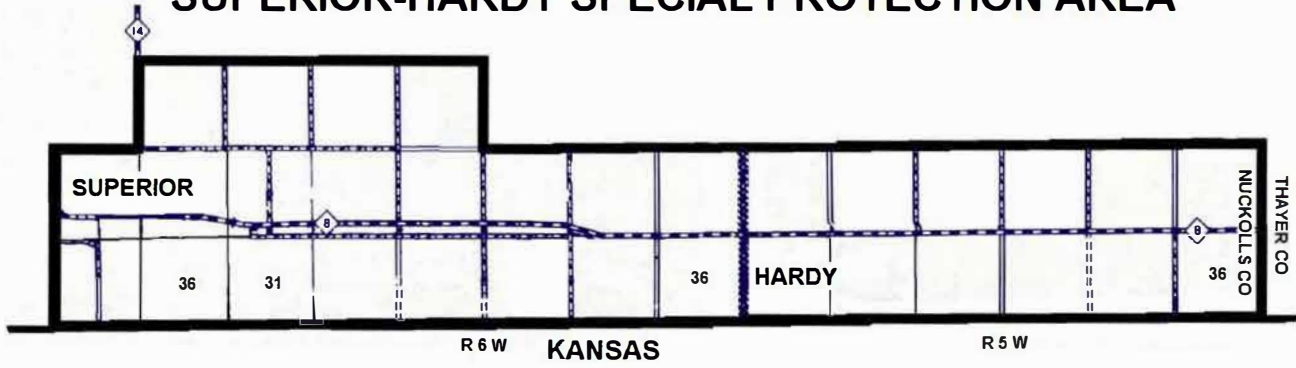 SUPERIOR-HARDY SPECIAL PROTECTION AREA
14
SUPERIOR
8
36
31
36
HARDY
8
36
NUCKOLLS CO
THAYER CO
R 6 W
KANSAS
R 5 W